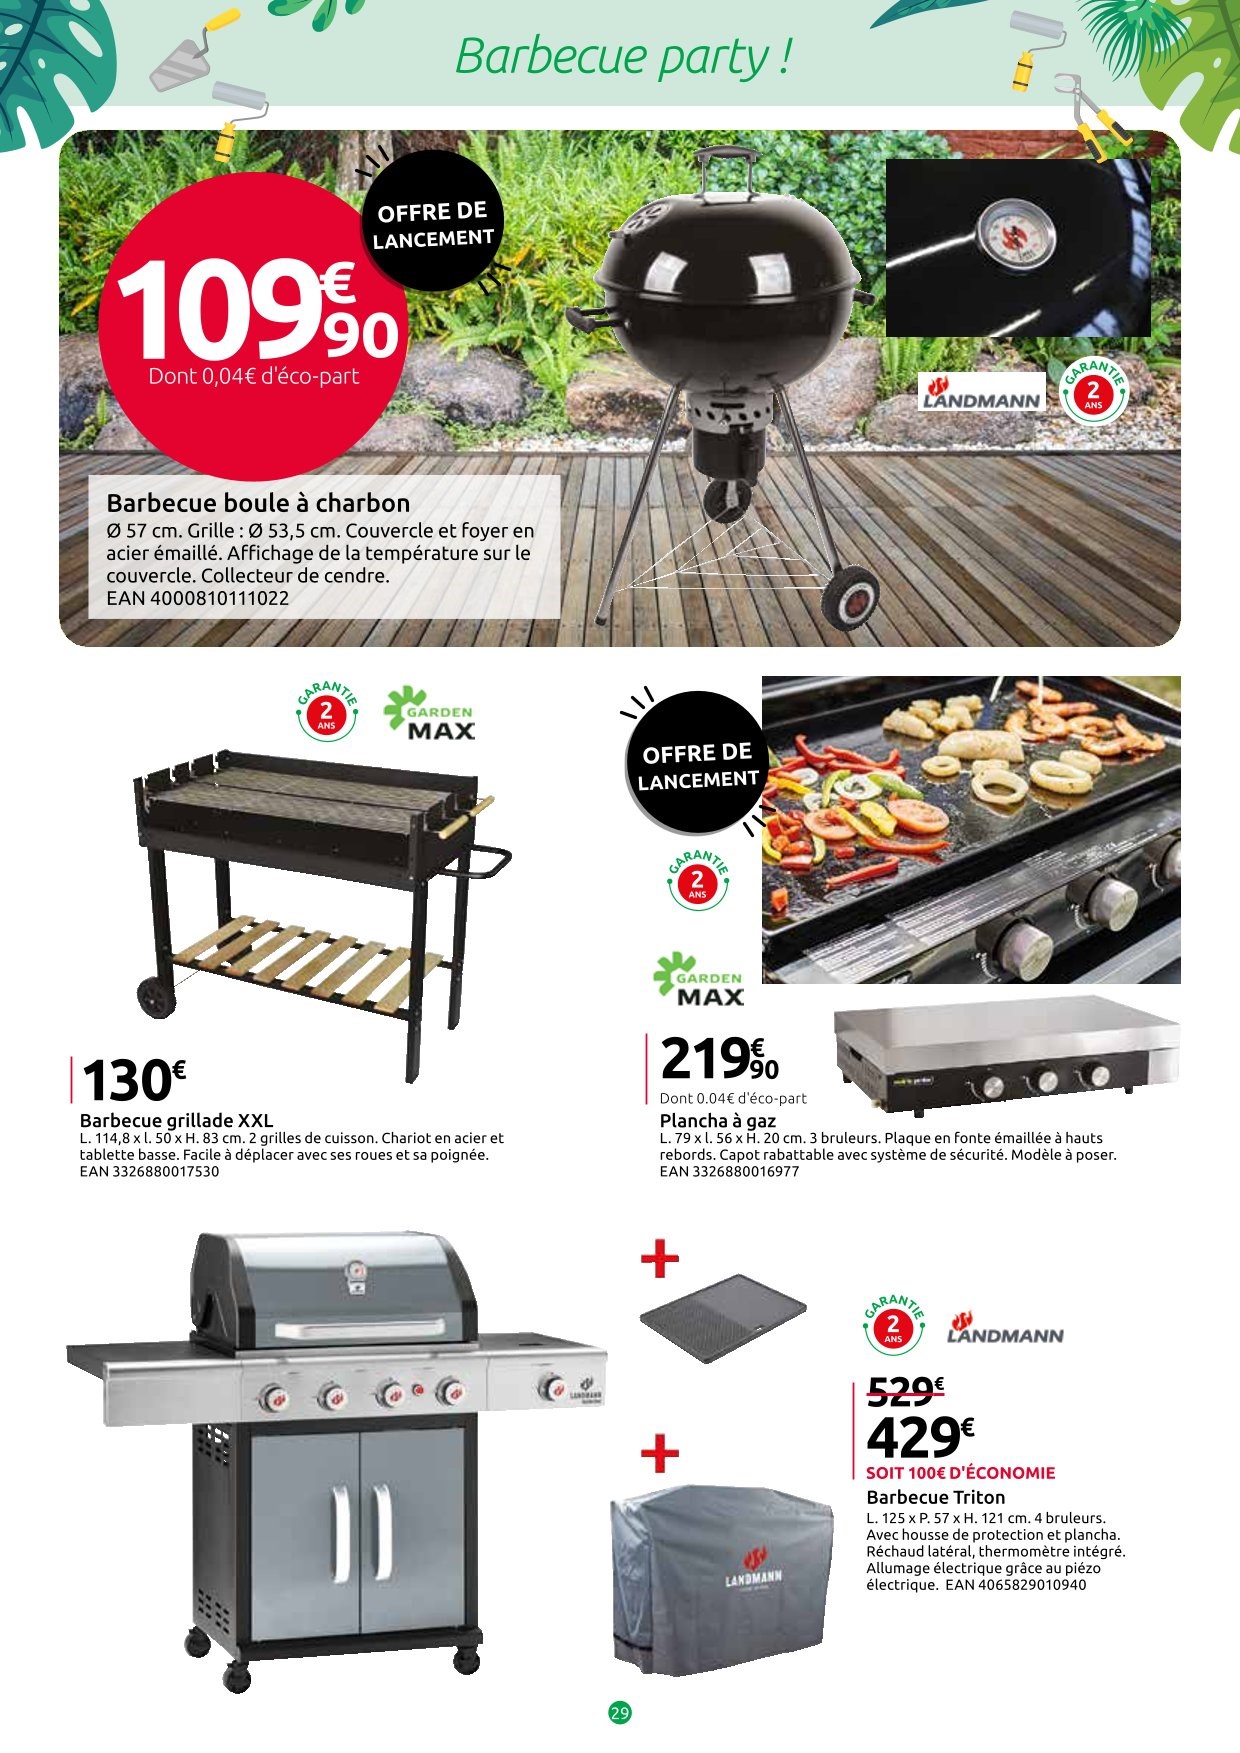 Barbecue party !
OFFRE DE
LANCEMENT
109€90
Dont 0,04€ d'éco-part
LANDMANN
GARANTIE
2
ANS
Barbecue boule à charbon
Ø 57 cm. Grille : Ø 53,5 cm. Couvercle et foyer en
acier émaillé. Affichage de la température sur le
couvercle. Collecteur de cendre.
EAN 4000810111022
GARANTIE
2
ANS
GARDEN
MAX
130€
Barbecue grillade XXL
L. 114,8 x l. 50 x H. 83 cm. 2 grilles de cuisson. Chariot en acier et
tablette basse. Facile à déplacer avec ses roues et sa poignée.
EAN 3326880017530
OFFRE DE
LANCEMENT
GARANTIE
2
ANS
GARDEN
MAX
219€90
Dont 0.04€ d'éco-part
Plancha à gaz
L. 79 x l. 56 x H. 20 cm. 3 bruleurs. Plaque en fonte émaillée à hauts
rebords. Capot rabattable avec système de sécurité. Modèle à poser.
EAN 3326880016977
LANDMANN
+
+
LANDMANN
GARANTIE
2
ANS
LANDMANN
529€
429€
SOIT 100€ D'ÉCONOMIE
Barbecue Triton
L. 125 x P. 57 x H. 121 cm. 4 bruleurs.
Avec housse de protection et plancha.
Réchaud latéral, thermomètre intégré.
Allumage électrique grâce au piézo
électrique. EAN 4065829010940
29